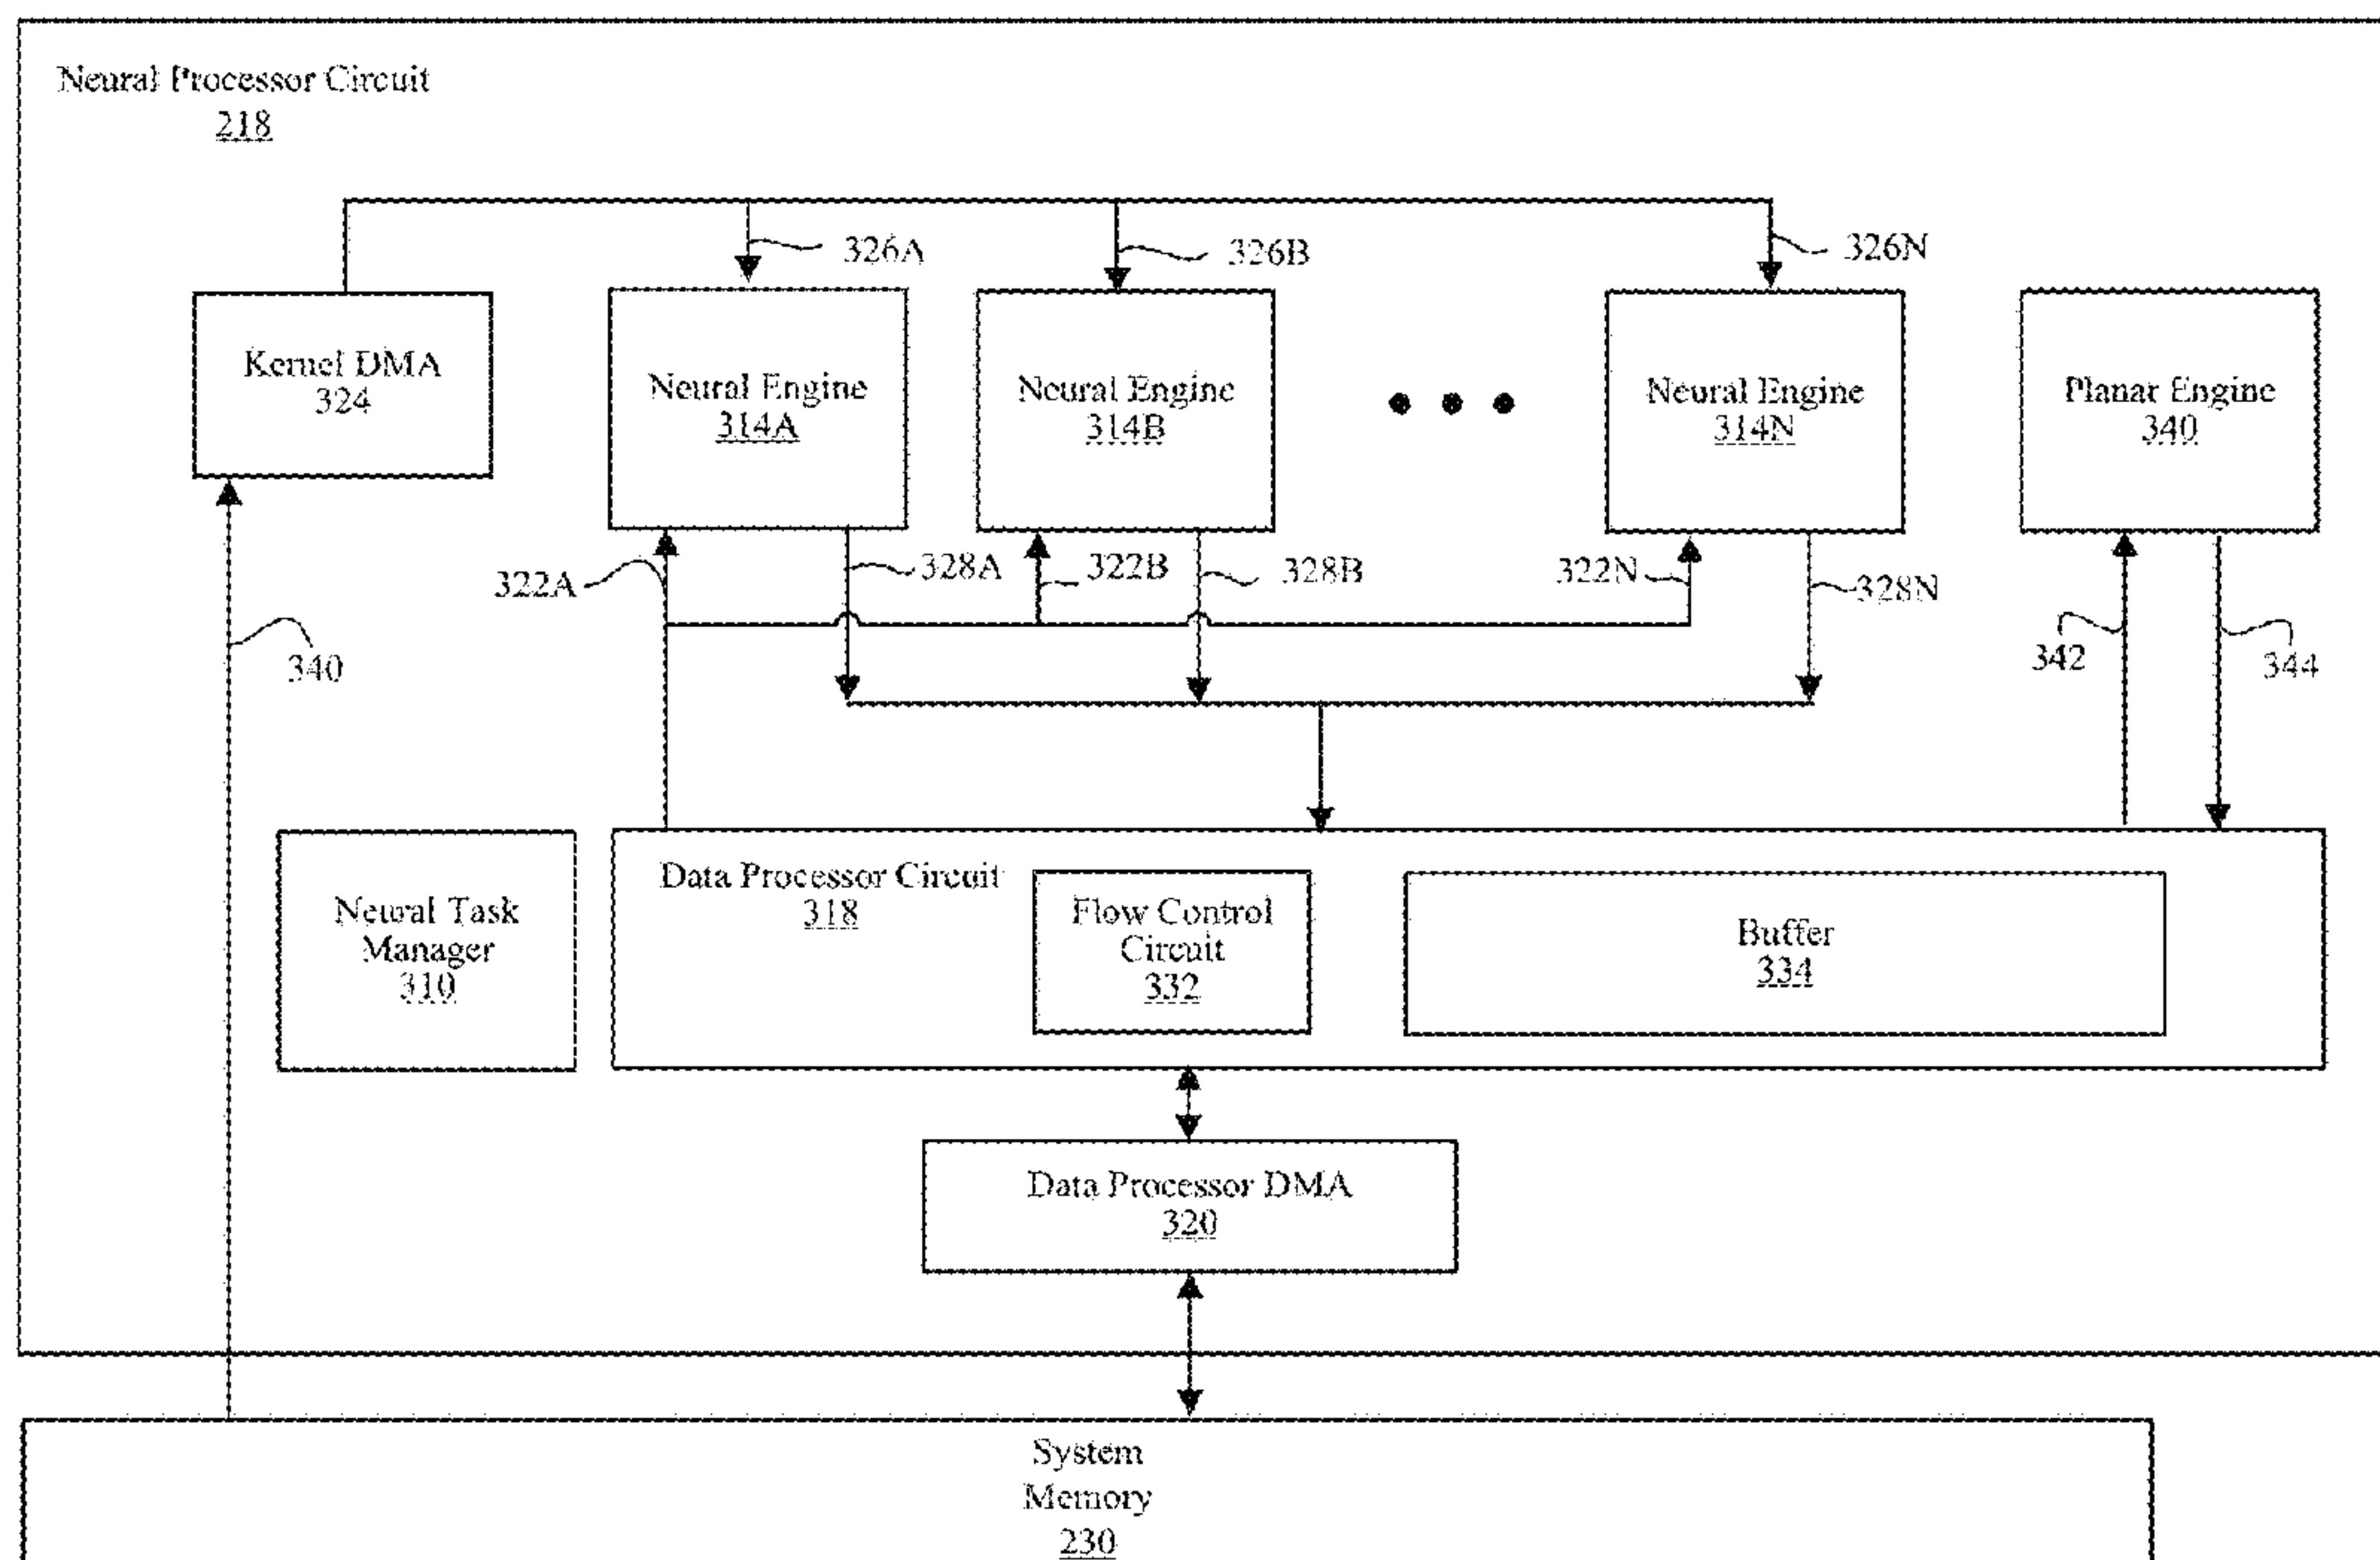 Neural Processor Circuit
218
326A
326B
326N
Kernel DMA
324
Neural Engine
314A
Neural Engine
314B
Neural Engine
314N
Planar Engine
340
322A
328A
322B
328B
322N
328N
340
342
344
Neural Task
Manager
310
Data Processor Circuit
318
Flow Control
Circuit
332
Buffer
334
Data Processor DMA
320
System
Memory
230